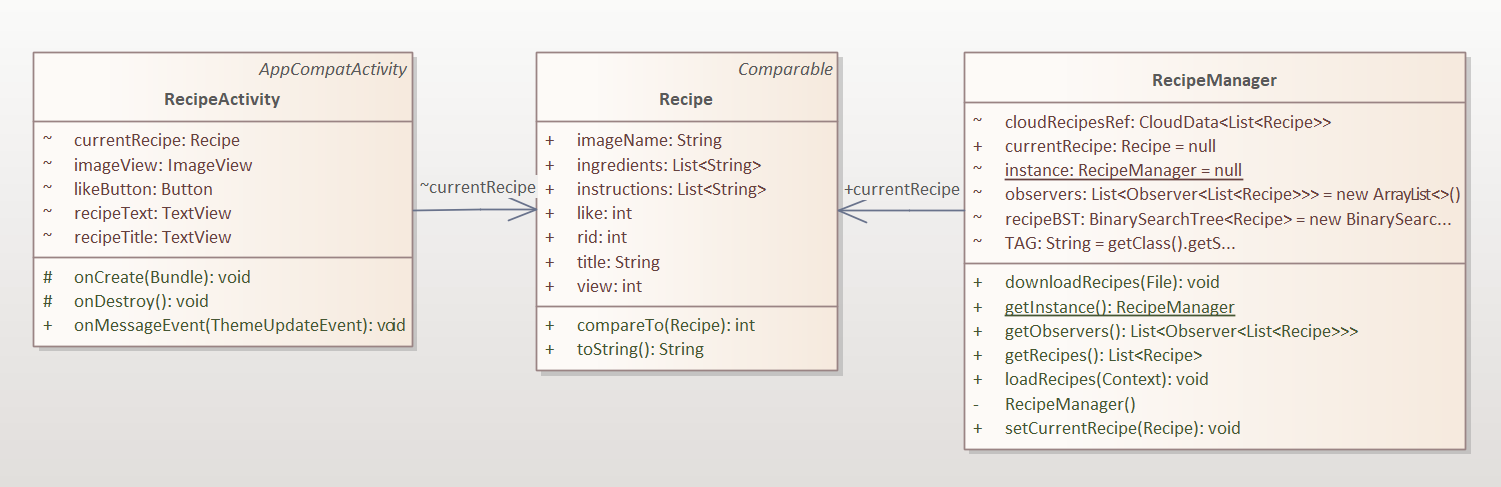 AppCompatActivity
RecipeActivity
~ currentRecipe: Recipe
~ imageView: ImageView
~ likeButton: Button
~ recipeText: TextView
~ recipeTitle: TextView
# onCreate(Bundle): void
# onDestroy(): void
+ onMessageEvent(ThemeUpdateEvent): void
~currentRecipe
Comparable
Recipe
+ imageName: String
+ ingredients: List<String>
+ instructions: List<String>
+ like: int
+ rid: int
+ title: String
+ view: int
+ compareTo(Recipe): int
+ toString(): String
+currentRecipe
RecipeManager
~ cloudRecipesRef: CloudData<List<Recipe>>
+ currentRecipe: Recipe = null
~ instance: RecipeManager = null
~ observers: List<Observer<List<Recipe>>> = new ArrayList<>()
~ recipeBST: BinarySearchTree<Recipe> = new BinarySearc...
~ TAG: String = getClass().getS...
+ downloadRecipes(File): void
+ getInstance(): RecipeManager
+ getObservers(): List<Observer<List<Recipe>>>
+ getRecipes(): List<Recipe>
+ loadRecipes(Context): void
- RecipeManager()
+ setCurrentRecipe(Recipe): void